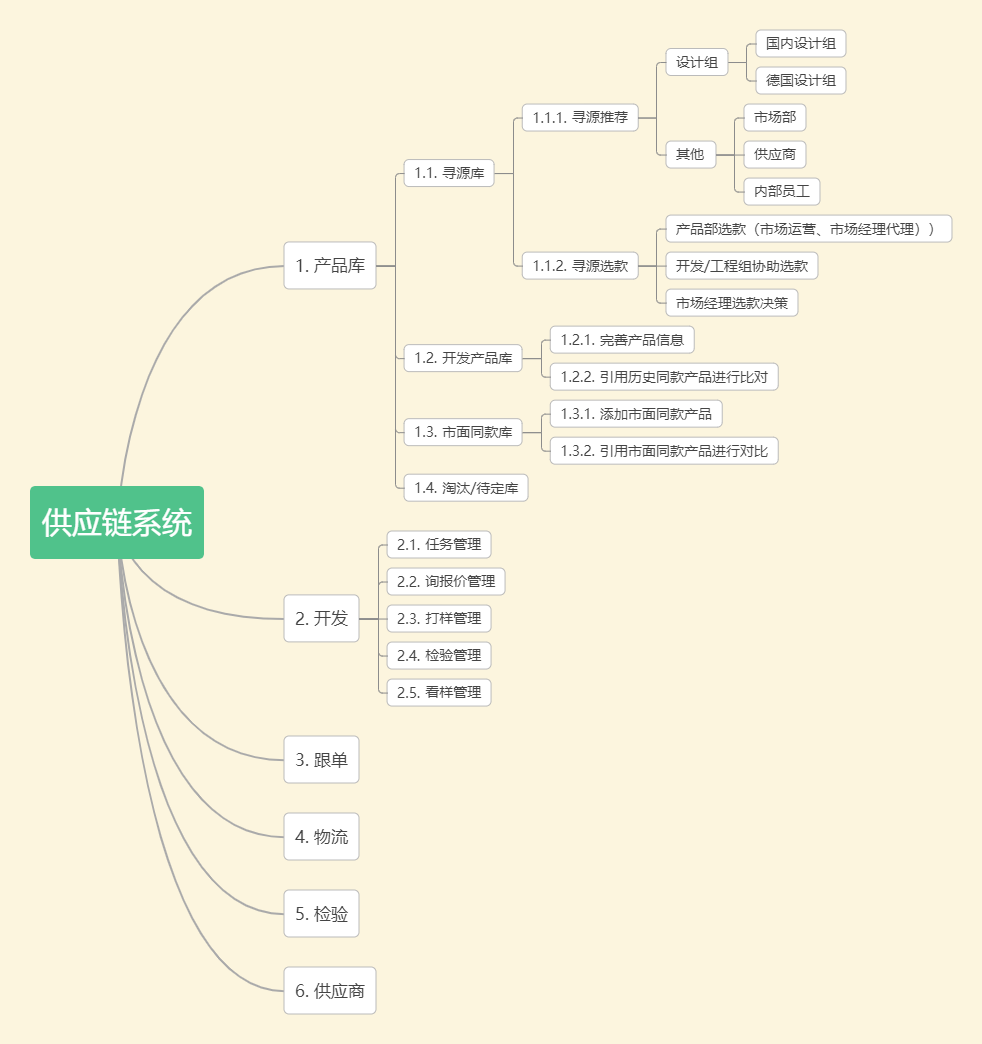 供应链系统
1. 产品库
1.1. 寻源库
1.1.1. 寻源推荐
设计组
国内设计组
德国设计组
其他
市场部
供应商
内部员工
1.1.2. 寻源选款
产品部选款（市场运营、市场经理代理））
开发/工程组协助选款
市场经理选款决策
1.2. 开发产品库
1.2.1. 完善产品信息
1.2.2. 引用历史同款产品进行比对
1.3. 市面同款库
1.3.1. 添加市面同款产品
1.3.2. 引用市面同款产品进行对比
1.4. 淘汰/待定库
2. 开发
2.1. 任务管理
2.2. 询报价管理
2.3. 打样管理
2.4. 检验管理
2.5. 看样管理
3. 跟单
4. 物流
5. 检验
6. 供应商